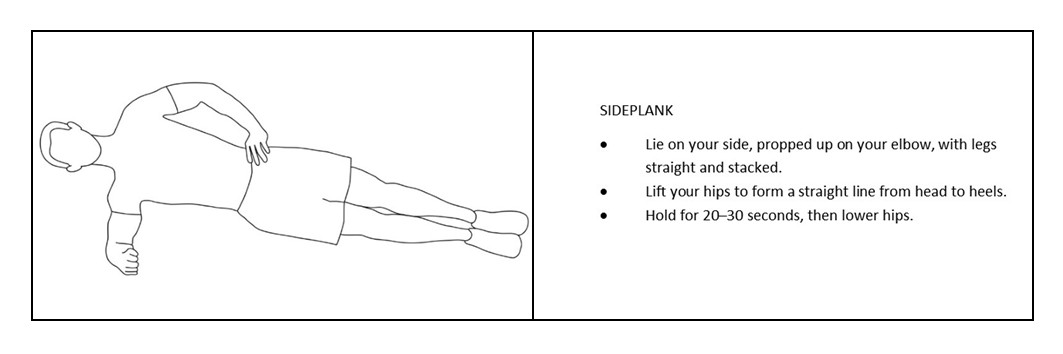 SIDEPLANK
• Lie on your side, propped up on your elbow, with legs
straight and stacked.
• Lift your hips to form a straight line from head to heels.
• Hold for 20–30 seconds, then lower hips.